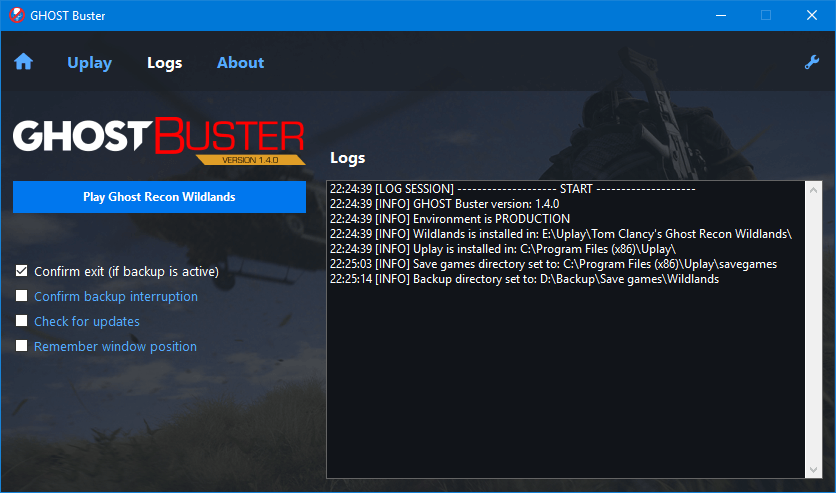 GHOST Buster
Uplay
Logs
About
GHOSTBUSTER
VERSION 1.4.0
Play Ghost Recon Wildlands
Confirm exit (if backup is active)
Confirm backup interruption
Check for updates
Remember window position
Logs
22:24:39 [LOG SESSION] -------------------- START --------------------
22:24:39 [INFO] GHOST Buster version: 1.4.0
22:24:39 [INFO] Environment is PRODUCTION
22:24:39 [INFO] Wildlands is installed in: E:\Uplay\Tom Clancy's Ghost Recon Wildlands\
22:24:39 [INFO] Uplay is installed in: C:\Program Files (x86)\Uplay\
22:25:03 [INFO] Save games directory set to: C:\Program Files (x86)\Uplay\savegames
22:25:14 [INFO] Backup directory set to: D:\Backup\Save games\Wildlands